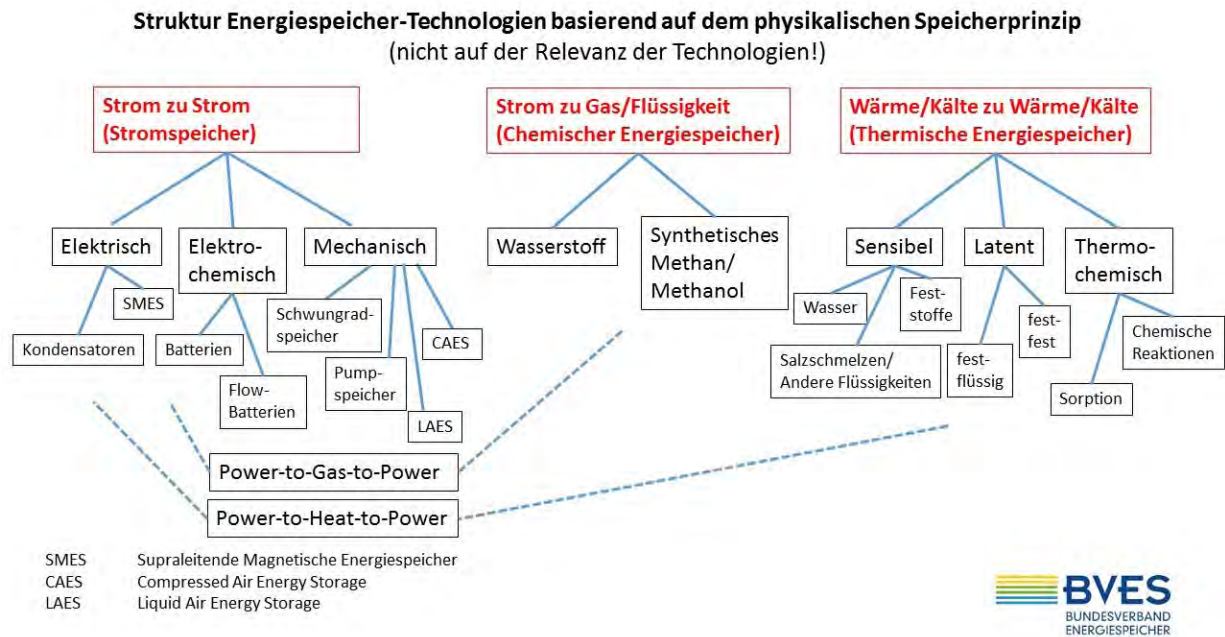 Struktur Energiespeicher-Technologien basierend auf dem physikalischen Speicherprinzip
(nicht auf der Relevanz der Technologien!)
Strom zu Strom
(Stromspeicher)
Strom zu Gas/Flüssigkeit
(Chemischer Energiespeicher)
Wärme/Kälte zu Wärme/Kälte
(Thermische Energiespeicher)
Elektrisch
Elektro-
chemisch
Mechanisch
Wasserstoff
Synthetisches
Methan/
Methanol
Sensibel
Latent
Thermo-
chemisch
SMES
Kondensatoren
Batterien
Flow-
Batterien
Schwungrad-
speicher
Pump-
speicher
CAES
LAES
Wasser
Fest-
stoffe
Salzschmelzen/
Andere Flüssigkeiten
fest-
flüssig
fest-
fest
Chemische
Reaktionen
Sorption
Power-to-Gas-to-Power
Power-to-Heat-to-Power
SMES Supraleitende Magnetische Energiespeicher
CAES Compressed Air Energy Storage
LAES Liquid Air Energy Storage
BVES
BUNDESVERBAND
ENERGIESPEICHER